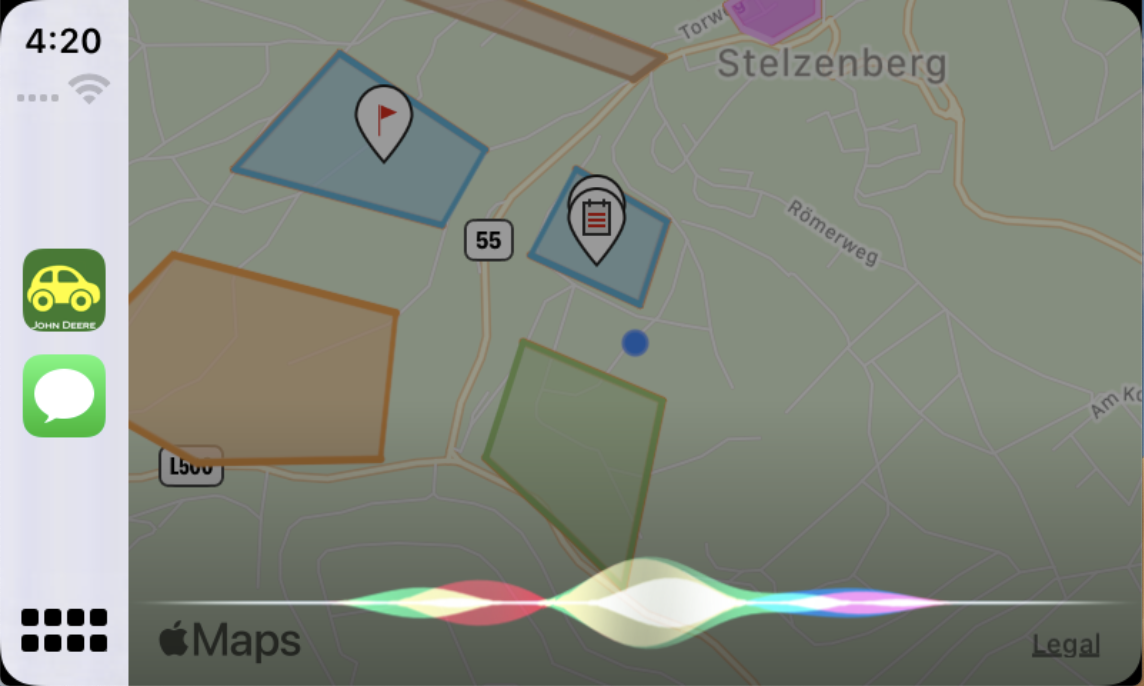 4:20
Torw
Stelzenberg
Römerweg
55
JOHN DEERE
Am
L500
Maps
Legal